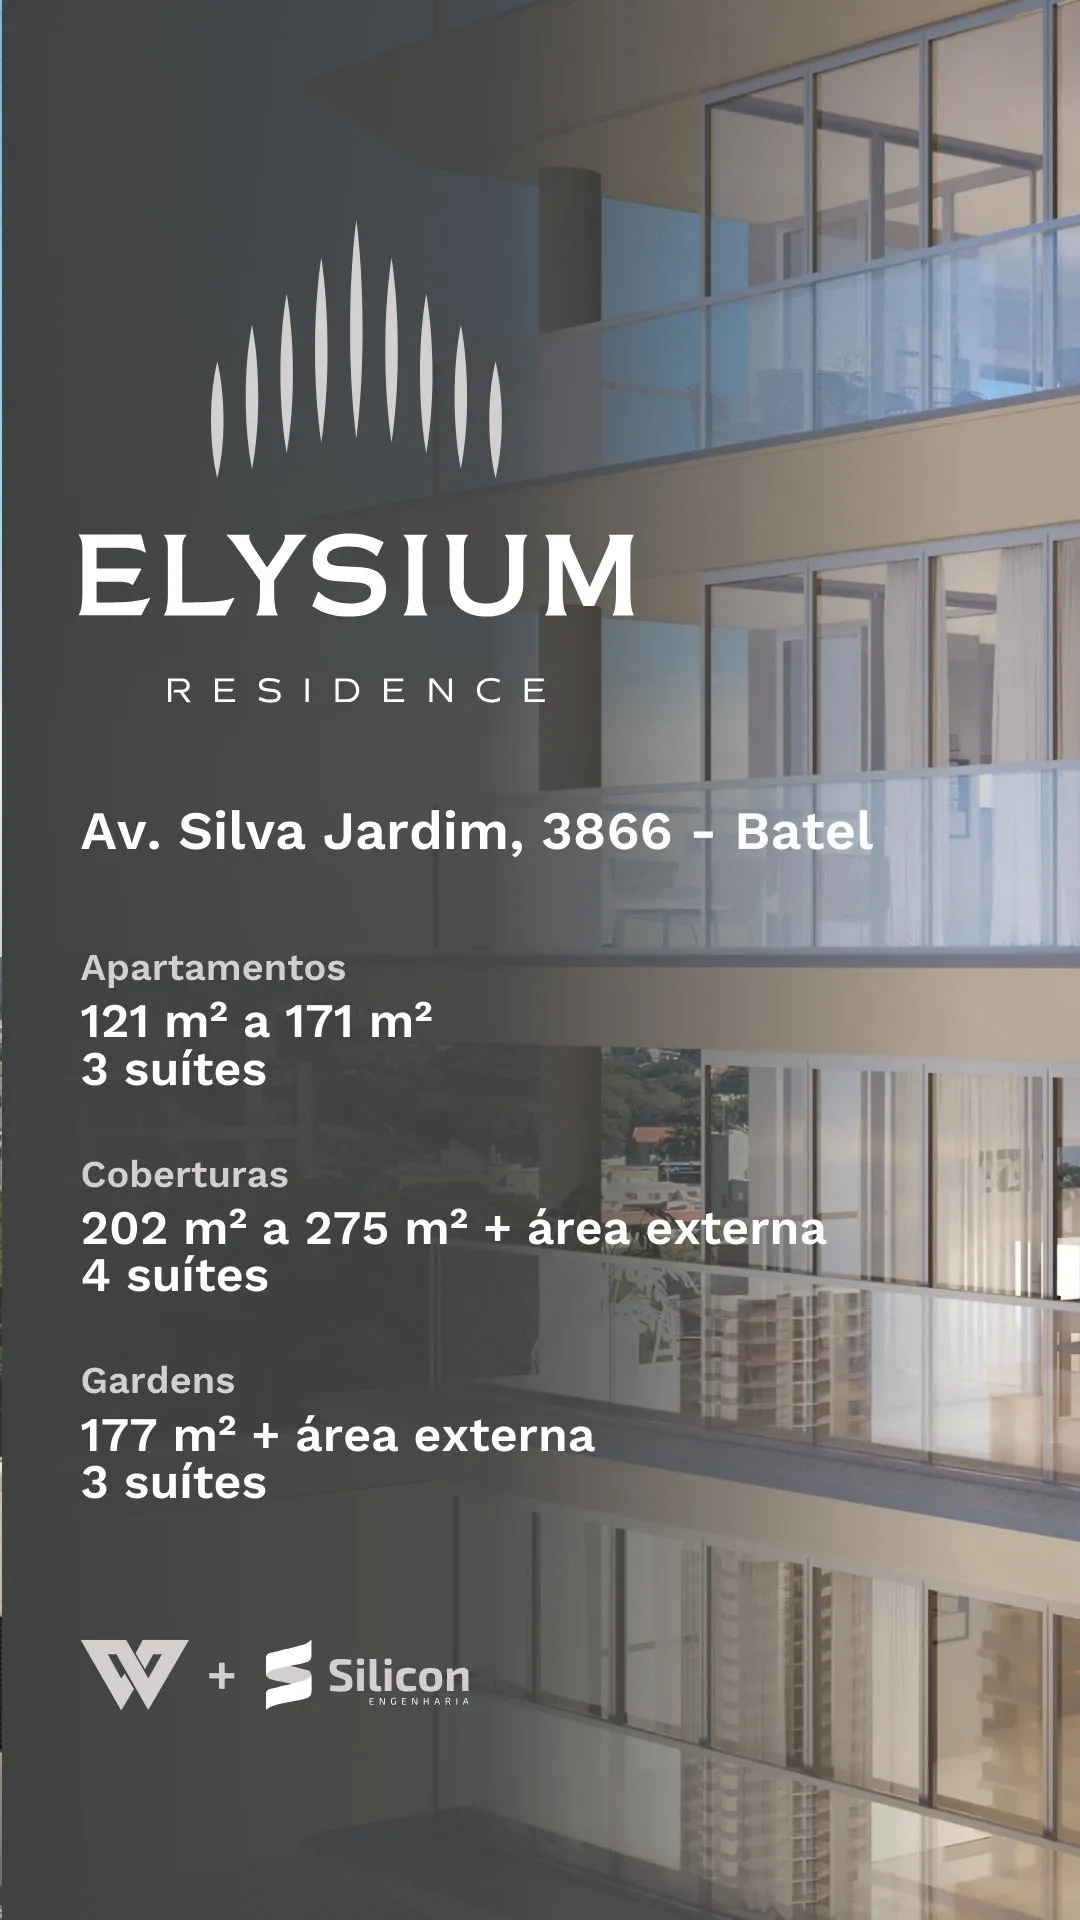 ELYSIUM
RESIDENCE
Av. Silva Jardim, 3866 - Batel
Apartamentos
121 m² a 171 m²
3 suítes
Coberturas
202 m² a 275 m² + área externa
4 suítes
Gardens
177 m² + área externa
3 suítes
W + Silicon
ENGENHARIA